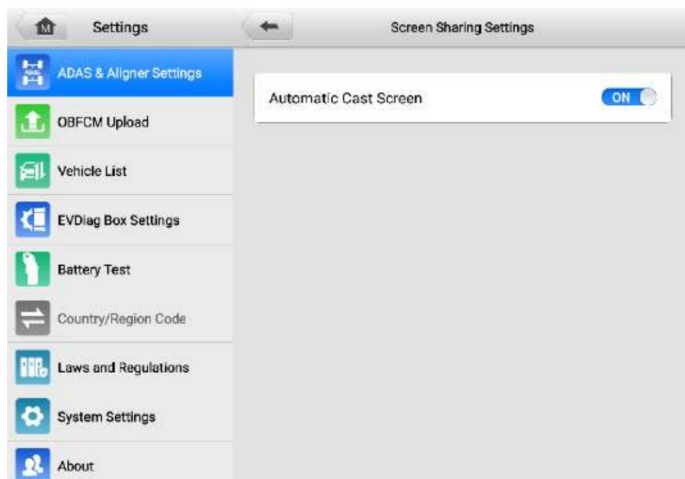 Settings
Screen Sharing Settings
ADAS & Aligner Settings
Automatic Cast Screen
ON
OBFCM Upload
Vehicle List
EVDiag Box Settings
Battery Test
Country/Region Code
Laws and Regulations
System Settings
About